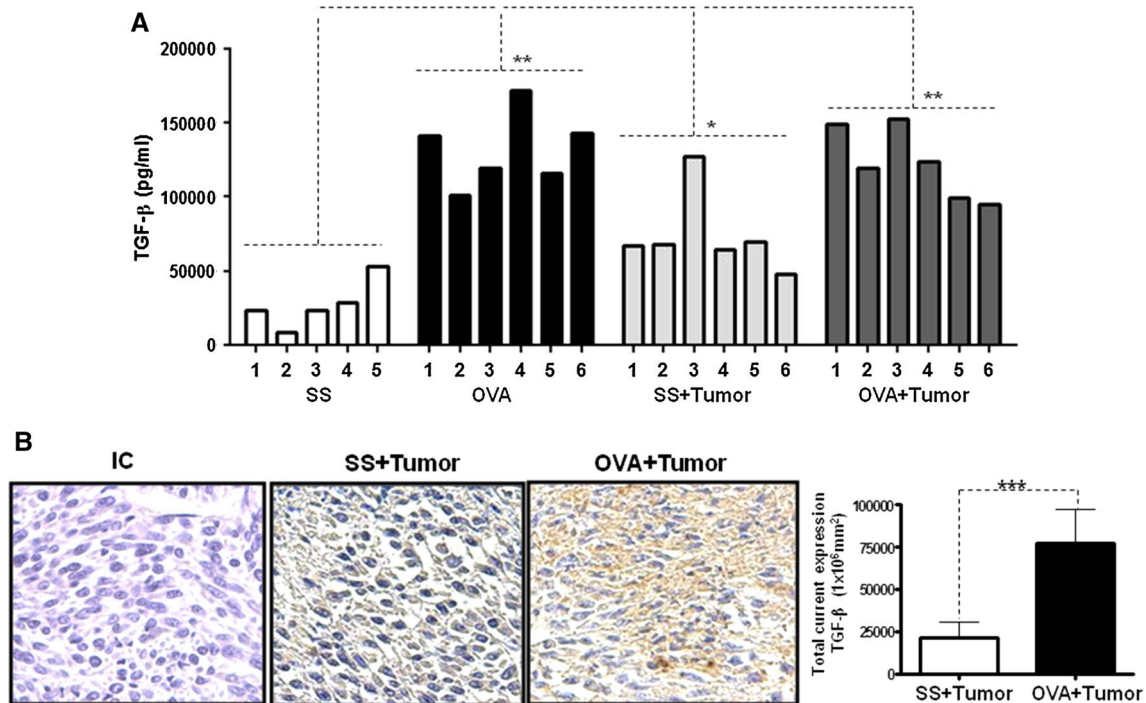 A
TGF-β (pg/ml)
200000
150000
100000
50000
0
**
*
**
1 2 3 4 5 1 2 3 4 5 6 1 2 3 4 5 6 1 2 3 4 5 6
SS OVA SS+Tumor OVA+Tumor
B
IC SS+Tumor OVA+Tumor
Total current expression
TGF-β (1x10⁶mm²)
100000
75000
50000
25000
0
***
SS+Tumor OVA+Tumor